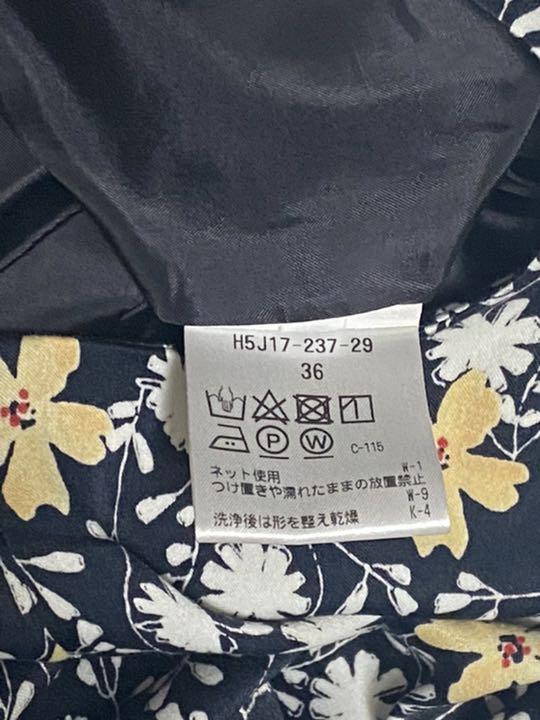 H5J17-237-29
36
P W C-115
ネット使用 W-1
つけ置きや濡れたままの放置禁止
W-9
洗浄後は形を整え乾燥 K-4